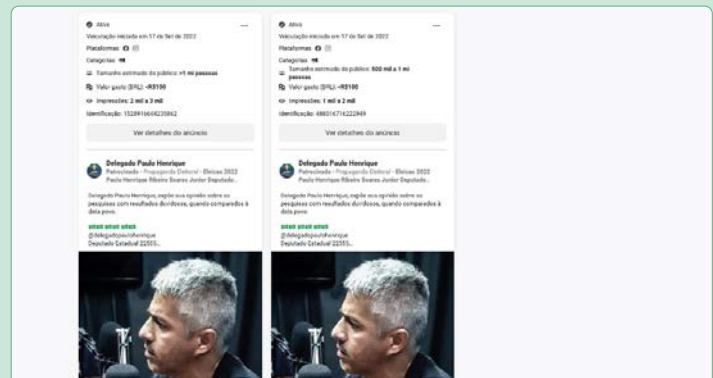 Ativo
Veiculação iniciada em 17 de Set de 2022
Plataformas
Categorias
Tamanho estimado do público: >1 mi pessoas
Valor gasto (BRL): <R$100
Impressões: 2 mil a 3 mil
Identificação:
Ver detalhes do anúncio
Delegado Paulo Henrique
Patrocinado · Propaganda Eleitoral · Eleicao 2022
Paulo Henrique Ribeiro Soares Junior Deputado...
Delegado Paulo Henrique, expõe sua opinião sobre as
pesquisas com resultados duvidosos, quando comparados à
data povo.
@delegadopaulohenrique
Deputado Estadual 22555...
Ativo
Veiculação iniciada em 17 de Set de 2022
Plataformas
Categorias
Tamanho estimado do público: 500 mil a 1 mi
pessoas
Valor gasto (BRL): <R$100
Impressões: 1 mil a 2 mil
Identificação:
Ver detalhes do anúncio
Delegado Paulo Henrique
Patrocinado · Propaganda Eleitoral · Eleicao 2022
Paulo Henrique Ribeiro Soares Junior Deputado...
Delegado Paulo Henrique, expõe sua opinião sobre as
pesquisas com resultados duvidosos, quando comparados à
data povo.
@delegadopaulohenrique
Deputado Estadual 22555...